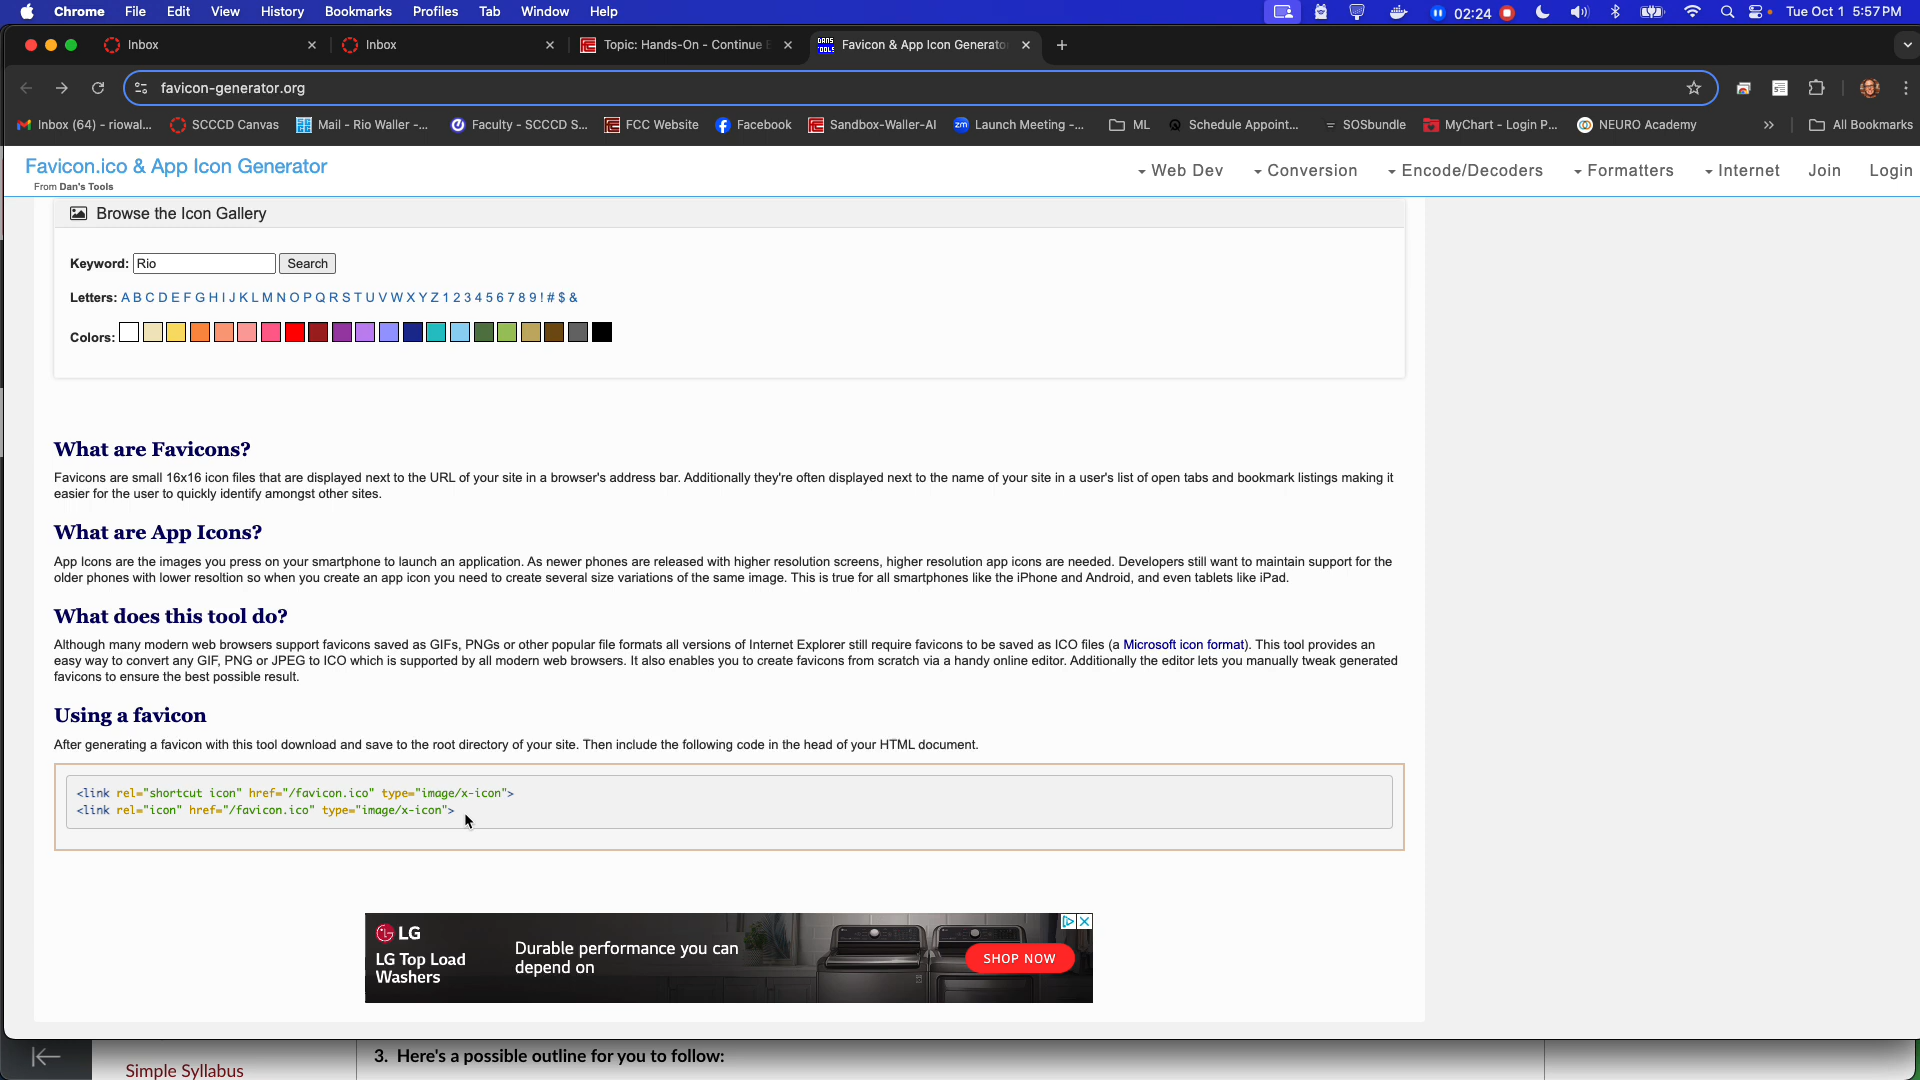 Chrome File Edit View History Bookmarks Profiles Tab Window Help 02:24 Tue Oct 1 5:57 PM
Inbox Inbox Topic: Hands-On - Continue Favicon & App Icon Generato
favicon-generator.org
Inbox (64) - riowal... SCCCD Canvas Mail - Rio Waller -... Faculty - SCCCD S... FCC Website Facebook Sandbox-Waller-AI Launch Meeting -... ML Schedule Appoint... SOSbundle MyChart - Login P... NEURO Academy All Bookmarks
Favicon.ico & App Icon Generator
From Dan's Tools
Web Dev Conversion Encode/Decoders Formatters Internet Join Login
Browse the Icon Gallery
Keyword: Rio Search
Letters: A B C D E F G H I J K L M N O P Q R S T U V W X Y Z 1 2 3 4 5 6 7 8 9 ! # $ &
Colors:
What are Favicons?
Favicons are small 16x16 icon files that are displayed next to the URL of your site in a browser's address bar. Additionally they're often displayed next to the name of your site in a user's list of open tabs and bookmark listings making it
easier for the user to quickly identify amongst other sites.
What are App Icons?
App Icons are the images you press on your smartphone to launch an application. As newer phones are released with higher resolution screens, higher resolution app icons are needed. Developers still want to maintain support for the
older phones with lower resoltion so when you create an app icon you need to create several size variations of the same image. This is true for all smartphones like the iPhone and Android, and even tablets like iPad.
What does this tool do?
Although many modern web browsers support favicons saved as GIFs, PNGs or other popular file formats all versions of Internet Explorer still require favicons to be saved as ICO files (a Microsoft icon format). This tool provides an
easy way to convert any GIF, PNG or JPEG to ICO which is supported by all modern web browsers. It also enables you to create favicons from scratch via a handy online editor. Additionally the editor lets you manually tweak generated
favicons to ensure the best possible result.
Using a favicon
After generating a favicon with this tool download and save to the root directory of your site. Then include the following code in the head of your HTML document.
<link rel="shortcut icon" href="/favicon.ico" type="image/x-icon">
<link rel="icon" href="/favicon.ico" type="image/x-icon">
LG
LG Top Load
Washers
Durable performance you can
depend on
SHOP NOW
Simple Syllabus
3. Here's a possible outline for you to follow: